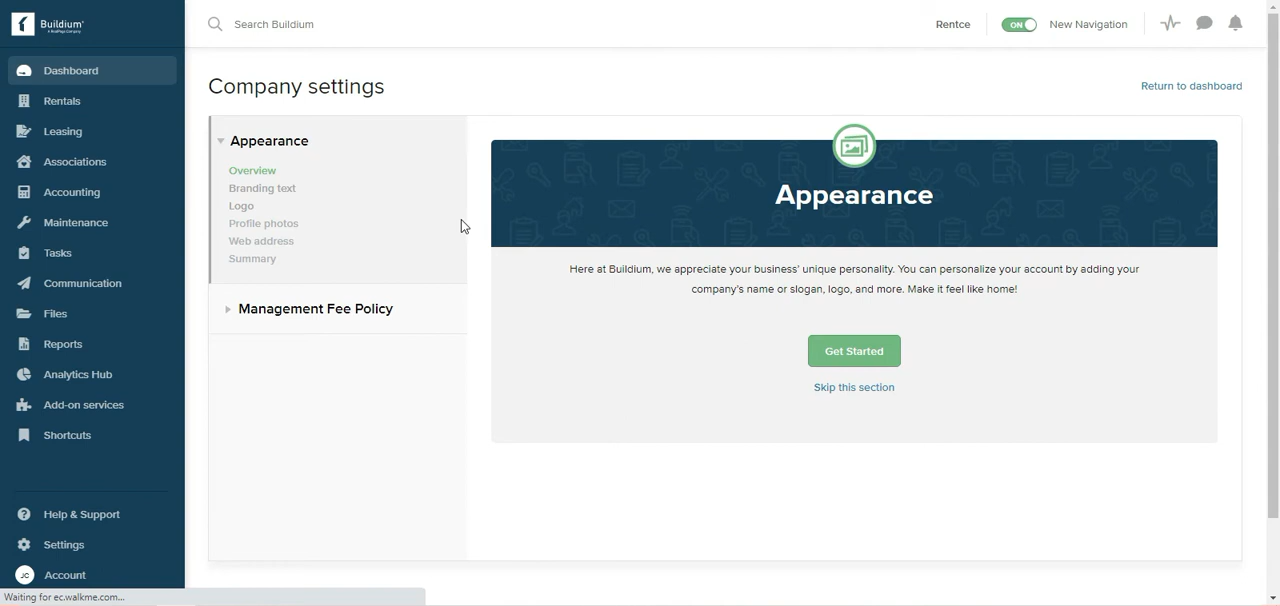 Buildium
A RealPage Company
Search Buildium
Rentce
ON
New Navigation
Dashboard
Rentals
Leasing
Associations
Accounting
Maintenance
Tasks
Communication
Files
Reports
Analytics Hub
Add-on services
Shortcuts
Help & Support
Settings
JC
Account
Waiting for ec.walkme.com...
Company settings
Return to dashboard
Appearance
Overview
Branding text
Logo
Profile photos
Web address
Summary
Management Fee Policy
Appearance
Here at Buildium, we appreciate your business' unique personality. You can personalize your account by adding your
company's name or slogan, logo, and more. Make it feel like home!
Get Started
Skip this section